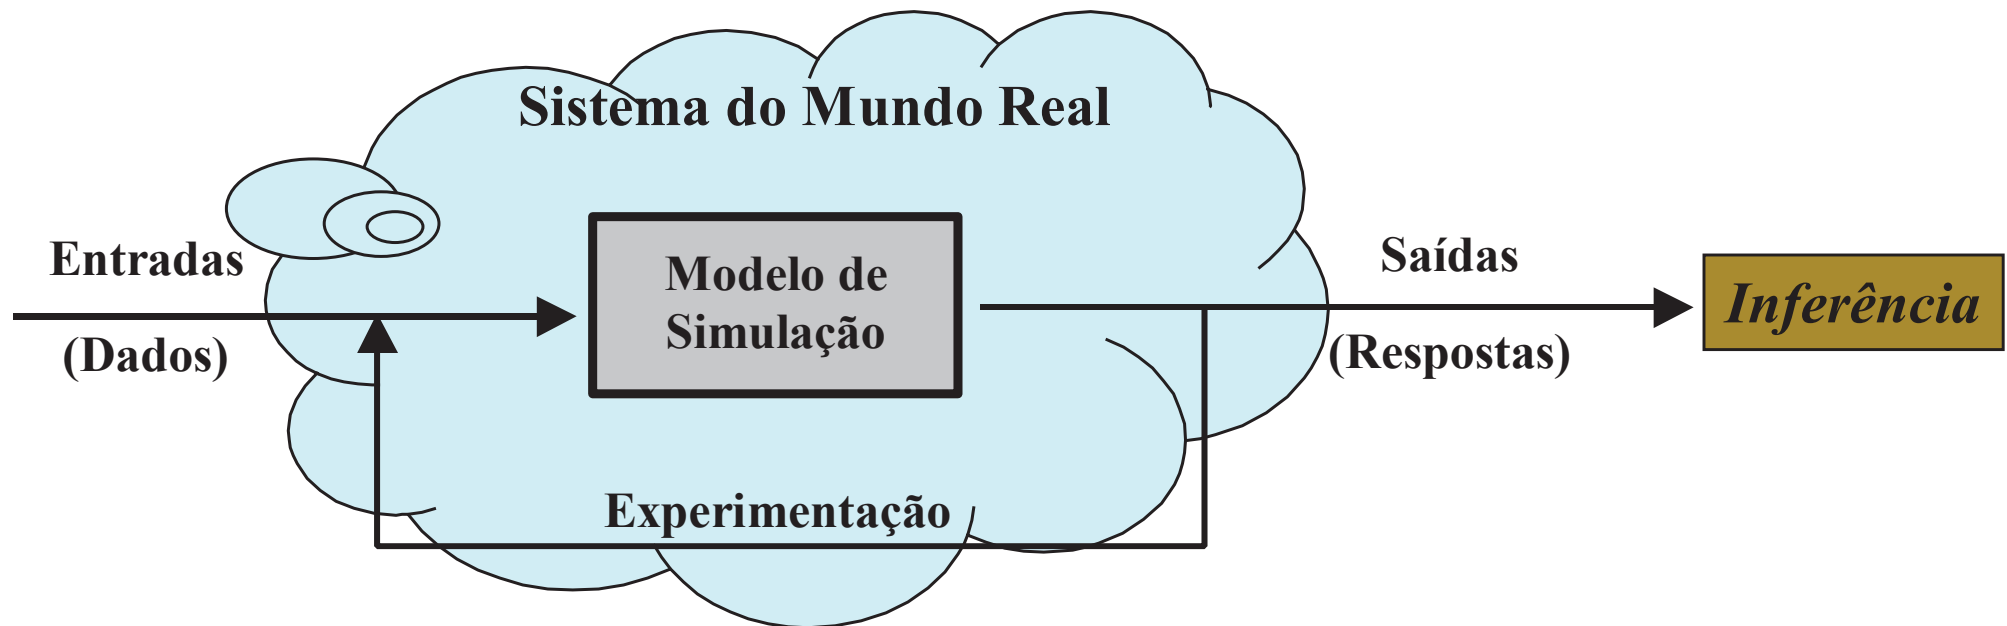 Sistema do Mundo Real
Entradas
(Dados)
Modelo de
Simulação
Saídas
(Respostas)
Inferência
Experimentação